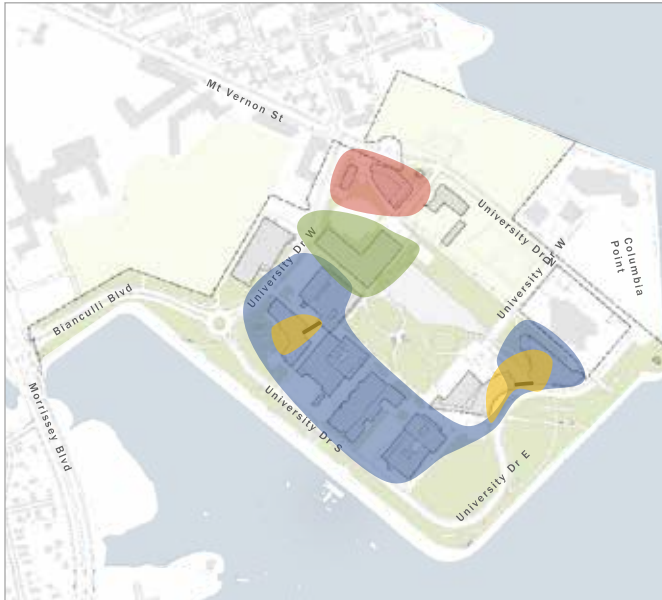 Mt Vernon St
University Dr N
University Dr W
Columbia
Point
University Dr W
Bianculli Blvd
Morrissey Blvd
University Dr S
University Dr E